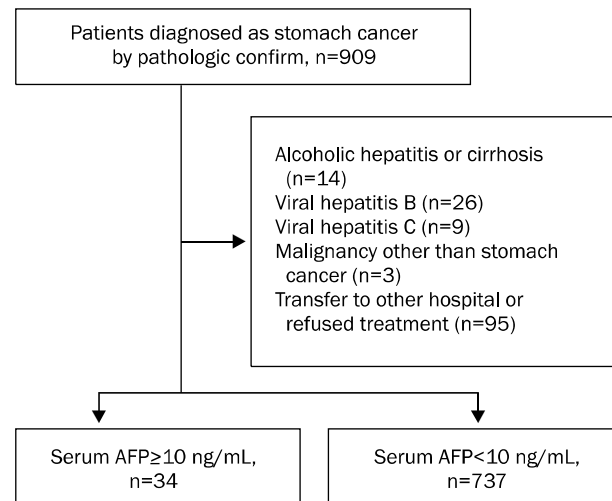 Patients diagnosed as stomach cancer
by pathologic confirm, n=909
Alcoholic hepatitis or cirrhosis
(n=14)
Viral hepatitis B (n=26)
Viral hepatitis C (n=9)
Malignancy other than stomach
cancer (n=3)
Transfer to other hospital or
refused treatment (n=95)
Serum AFP≥10 ng/mL,
n=34
Serum AFP<10 ng/mL,
n=737